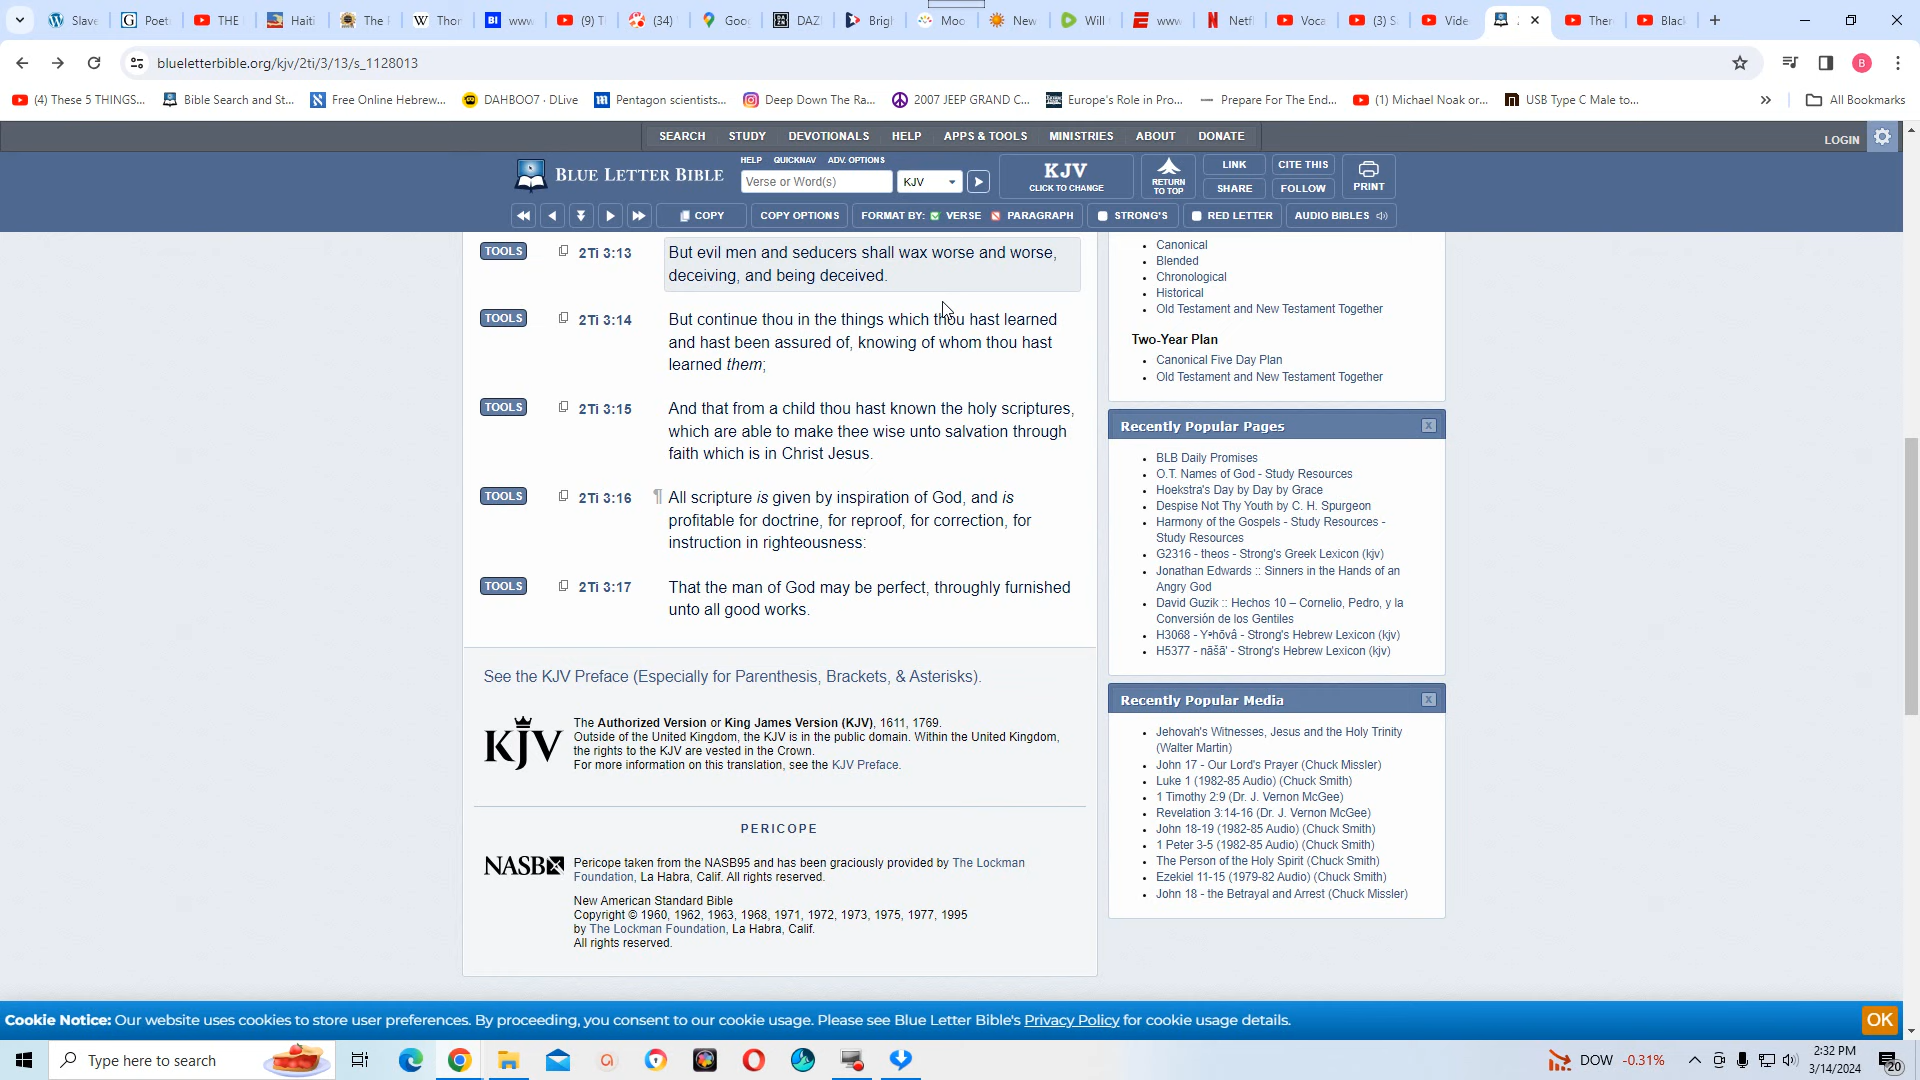 Slave
Poet
THE
Haiti
The I
Thor
www
(9) T
(34)
Goo
DAZ
Brigh
Moo
New
Will
www
Netf
Voca
(3) S
Vide
Ther
Blac
blueletterbible.org/kjv/2ti/3/13/s_1128013
B
(4) These 5 THINGS...
Bible Search and St...
Free Online Hebrew...
DAHBOO7 · DLive
Pentagon scientists...
Deep Down The Ra...
2007 JEEP GRAND C...
Europe's Role in Pro...
Prepare For The End...
(1) Michael Noak or...
USB Type C Male to...
All Bookmarks
SEARCH STUDY DEVOTIONALS HELP APPS & TOOLS MINISTRIES ABOUT DONATE
LOGIN
BLUE LETTER BIBLE
HELP QUICKNAV ADV. OPTIONS
Verse or Word(s)
KJV
KJV
CLICK TO CHANGE
RETURN
TO TOP
LINK
CITE THIS
SHARE
FOLLOW
PRINT
COPY
COPY OPTIONS
FORMAT BY: VERSE PARAGRAPH
STRONG'S
RED LETTER
AUDIO BIBLES
TOOLS 2Ti 3:13 But evil men and seducers shall wax worse and worse,
deceiving, and being deceived.
TOOLS 2Ti 3:14 But continue thou in the things which thou hast learned
and hast been assured of, knowing of whom thou hast
learned them;
TOOLS 2Ti 3:15 And that from a child thou hast known the holy scriptures,
which are able to make thee wise unto salvation through
faith which is in Christ Jesus.
TOOLS 2Ti 3:16 ¶ All scripture is given by inspiration of God, and is
profitable for doctrine, for reproof, for correction, for
instruction in righteousness:
TOOLS 2Ti 3:17 That the man of God may be perfect, throughly furnished
unto all good works.
See the KJV Preface (Especially for Parenthesis, Brackets, & Asterisks).
KJV
The Authorized Version or King James Version (KJV), 1611, 1769.
Outside of the United Kingdom, the KJV is in the public domain. Within the United Kingdom,
the rights to the KJV are vested in the Crown.
For more information on this translation, see the KJV Preface.
PERICOPE
NASB
Pericope taken from the NASB95 and has been graciously provided by The Lockman
Foundation, La Habra, Calif. All rights reserved.
New American Standard Bible
Copyright © 1960, 1962, 1963, 1968, 1971, 1972, 1973, 1975, 1977, 1995
by The Lockman Foundation, La Habra, Calif.
All rights reserved.
Canonical
Blended
Chronological
Historical
Old Testament and New Testament Together
Two-Year Plan
Canonical Five Day Plan
Old Testament and New Testament Together
Recently Popular Pages
X
BLB Daily Promises
O.T. Names of God - Study Resources
Hoekstra's Day by Day by Grace
Despise Not Thy Youth by C. H. Spurgeon
Harmony of the Gospels - Study Resources -
Study Resources
G2316 - theos - Strong's Greek Lexicon (kjv)
Jonathan Edwards :: Sinners in the Hands of an
Angry God
David Guzik :: Hechos 10 – Cornelio, Pedro, y la
Conversión de los Gentiles
H3068 - Yᵊhōvâ - Strong's Hebrew Lexicon (kjv)
H5377 - nāšā' - Strong's Hebrew Lexicon (kjv)
Recently Popular Media
X
Jehovah's Witnesses, Jesus and the Holy Trinity
(Walter Martin)
John 17 - Our Lord's Prayer (Chuck Missler)
Luke 1 (1982-85 Audio) (Chuck Smith)
1 Timothy 2:9 (Dr. J. Vernon McGee)
Revelation 3:14-16 (Dr. J. Vernon McGee)
John 18-19 (1982-85 Audio) (Chuck Smith)
1 Peter 3-5 (1982-85 Audio) (Chuck Smith)
The Person of the Holy Spirit (Chuck Smith)
Ezekiel 11-15 (1979-82 Audio) (Chuck Smith)
John 18 - the Betrayal and Arrest (Chuck Missler)
Cookie Notice: Our website uses cookies to store user preferences. By proceeding, you consent to our cookie usage. Please see Blue Letter Bible's Privacy Policy for cookie usage details.
OK
Type here to search
DOW -0.31%
2:32 PM
3/14/2024
20